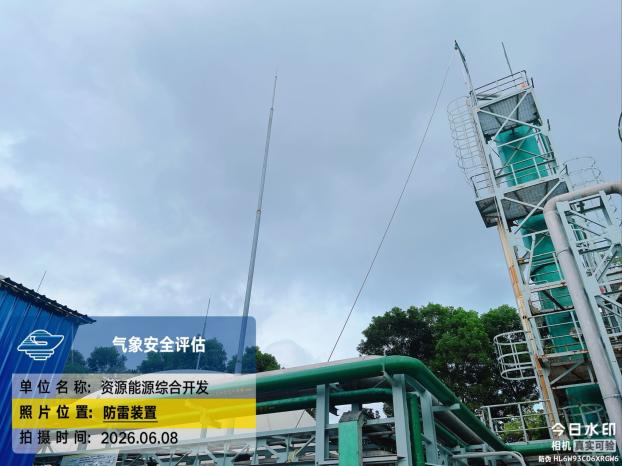 气象安全评估
单位名称: 资源能源综合开发
照片位置: 防雷装置
拍摄时间: 2026.06.08
今日水印
相机 真实可验
防伪 HL6W93CD6XRGW6